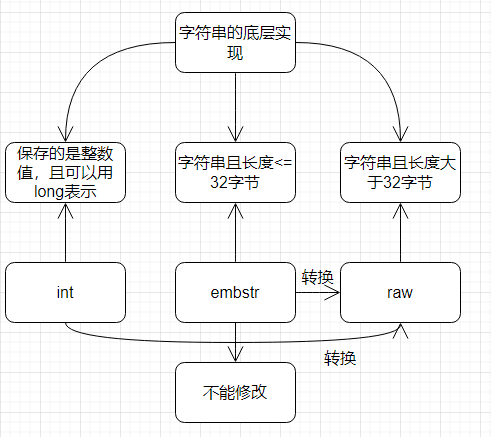 字符串的底层实
现
保存的是整数
值，且可以用
long表示
字符串且长度<=
32字节
字符串且长度大
于32字节
int
embstr
转换
raw
转换
不能修改